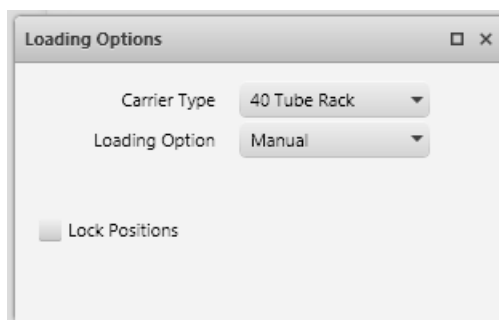 Loading Options
Carrier Type 40 Tube Rack
Loading Option Manual
Lock Positions